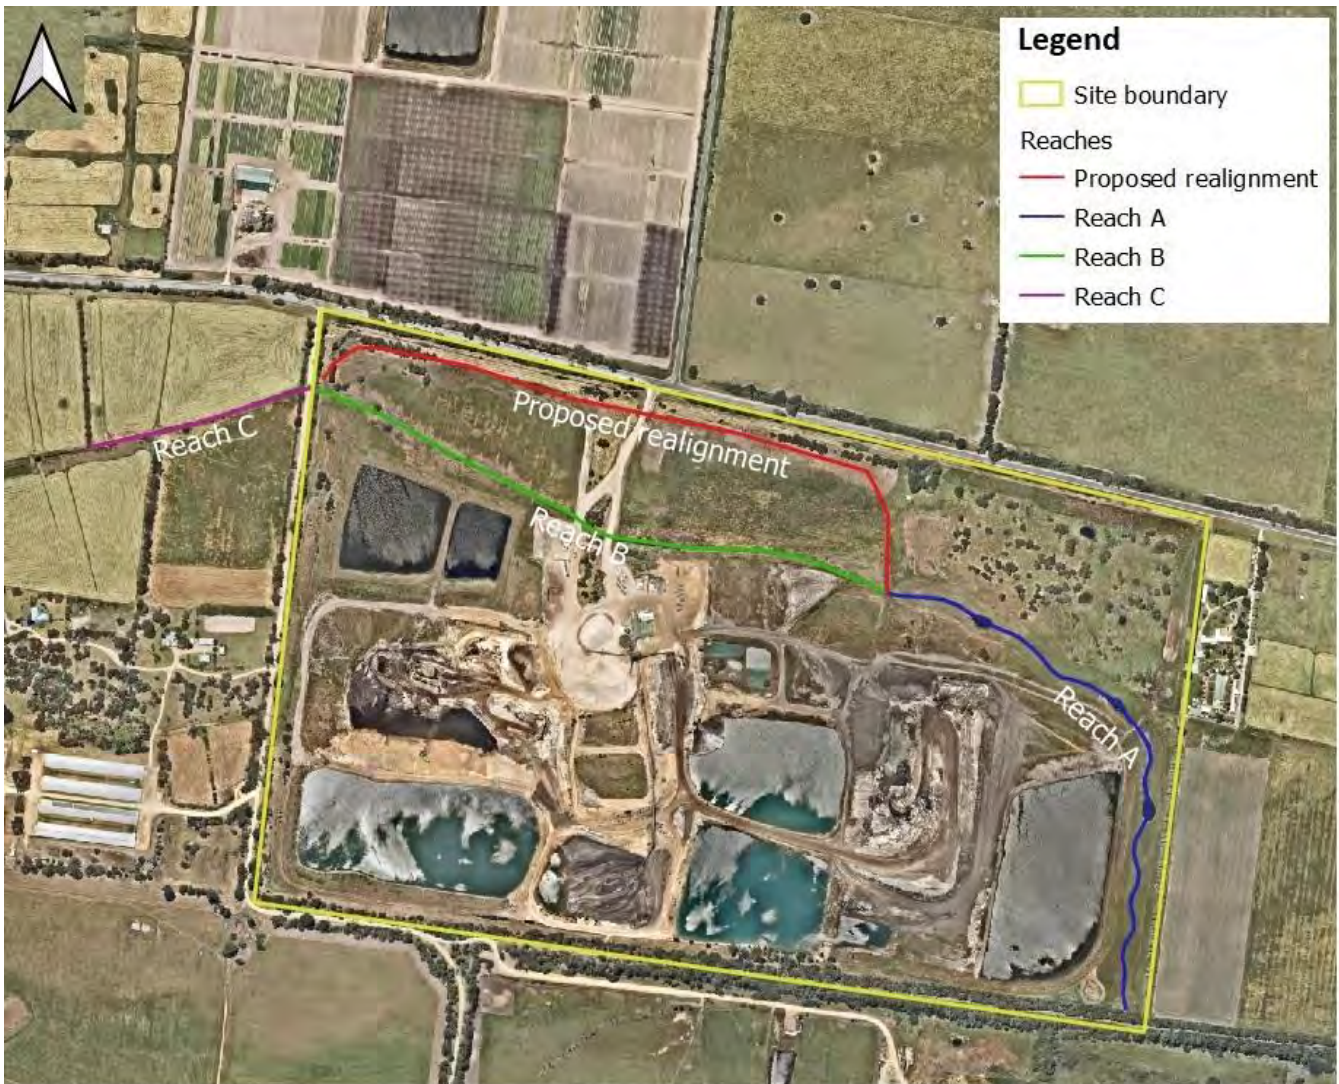 Legend
Site boundary
Reaches
Proposed realignment
Reach A
Reach B
Reach C
Reach C
Proposed realignment
Reach B
Reach A